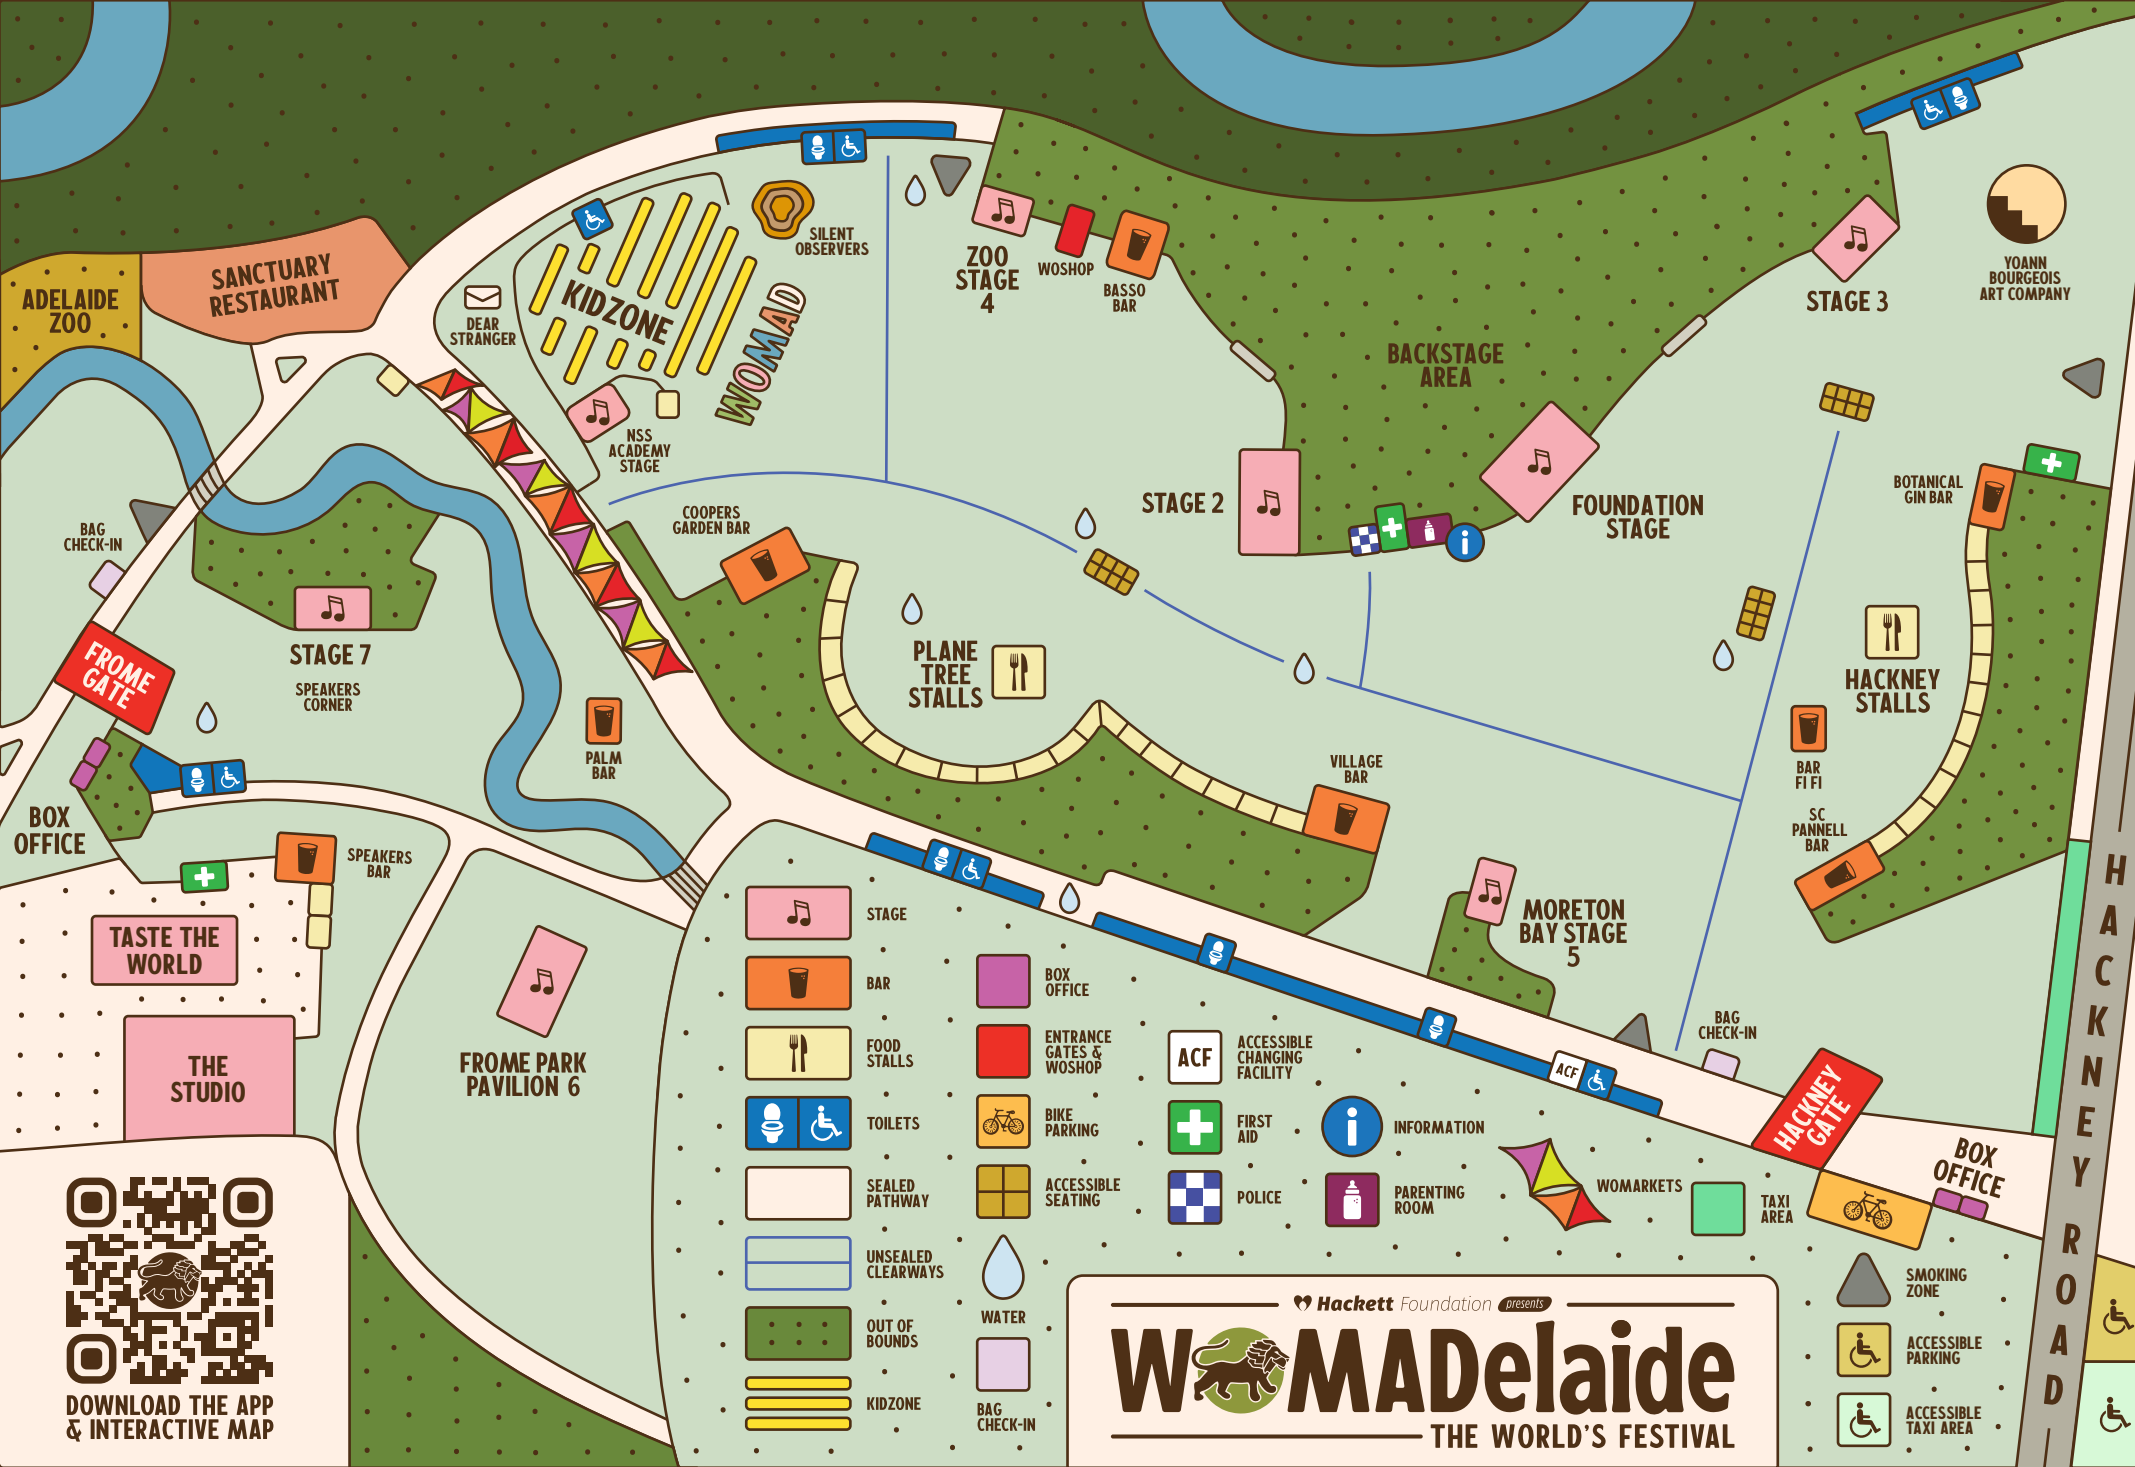 SANCTUARY
RESTAURANT
ADELAIDE
ZOO
DEAR
STRANGER
KIDZONE
SILENT
OBSERVERS
WOMAD
NSS
ACADEMY
STAGE
ZOO
STAGE
4
WOSHOP
BASSO
BAR
BACKSTAGE
AREA
STAGE 3
YOANN
BOURGEOIS
ART COMPANY
STAGE 2
FOUNDATION
STAGE
BOTANICAL
GIN BAR
COOPERS
GARDEN BAR
BAG
CHECK-IN
FROME
GATE
STAGE 7
SPEAKERS
CORNER
PALM
BAR
PLANE
TREE
STALLS
HACKNEY
STALLS
BAR
FI FI
SC
PANNELL
BAR
VILLAGE
BAR
BOX
OFFICE
SPEAKERS
BAR
TASTE THE
WORLD
THE
STUDIO
FROME PARK
PAVILION 6
MORETON
BAY STAGE
5
BAG
CHECK-IN
ACF
HACKNEY
GATE
BOX
OFFICE
HACKNEY ROAD
STAGE
BAR
FOOD
STALLS
TOILETS
SEALED
PATHWAY
UNSEALED
CLEARWAYS
OUT OF
BOUNDS
KIDZONE
BOX
OFFICE
ENTRANCE
GATES &
WOSHOP
BIKE
PARKING
ACCESSIBLE
SEATING
WATER
BAG
CHECK-IN
ACF
ACCESSIBLE
CHANGING
FACILITY
FIRST
AID
POLICE
INFORMATION
PARENTING
ROOM
WOMARKETS
TAXI
AREA
SMOKING
ZONE
ACCESSIBLE
PARKING
ACCESSIBLE
TAXI AREA
DOWNLOAD THE APP
& INTERACTIVE MAP
Hackett Foundation presents
WOMADelaide
THE WORLD'S FESTIVAL